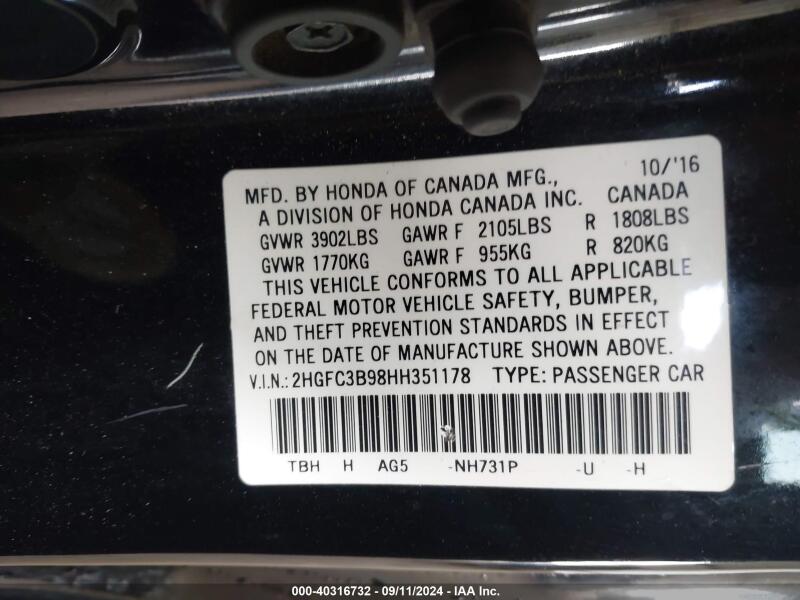 10/'16
MFD. BY HONDA OF CANADA MFG.,
A DIVISION OF HONDA CANADA INC. CANADA
GVWR 3902LBS GAWR F 2105LBS R 1808LBS
GVWR 1770KG GAWR F 955KG R 820KG
THIS VEHICLE CONFORMS TO ALL APPLICABLE
FEDERAL MOTOR VEHICLE SAFETY, BUMPER,
AND THEFT PREVENTION STANDARDS IN EFFECT
ON THE DATE OF MANUFACTURE SHOWN ABOVE.
V.I.N.: 2HGFC3B98HH351178 TYPE: PASSENGER CAR
TBH H AG5 -NH731P -U -H
000-40316732 - 09/11/2024 - IAA Inc.